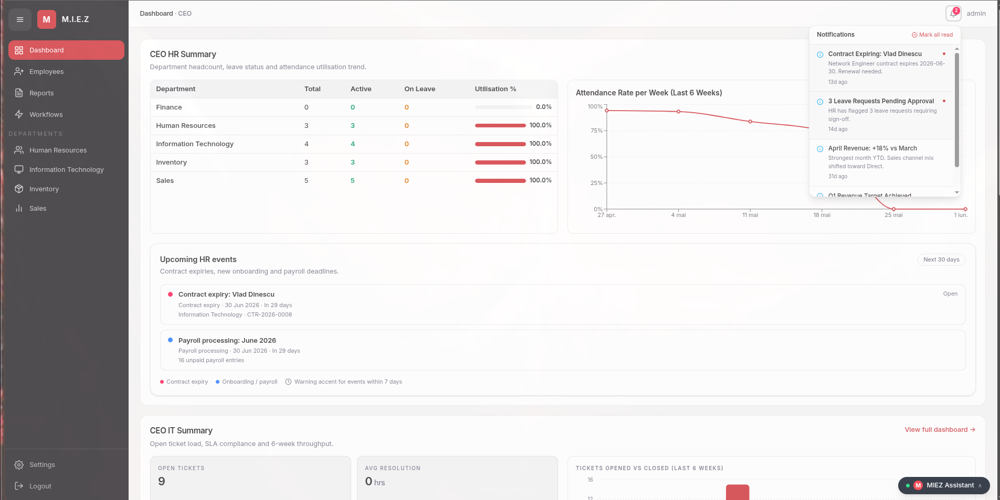 M
M.I.E.Z
Dashboard
Employees
Reports
Workflows
DEPARTMENTS
Human Resources
Information Technology
Inventory
Sales
Settings
Logout
Dashboard · CEO
2
admin
Notifications
Mark all read
Contract Expiring: Vlad Dinescu
Network Engineer contract expires 2026-06-
30. Renewal needed.
13d ago
3 Leave Requests Pending Approval
HR has flagged 3 leave requests requiring
sign-off.
14d ago
April Revenue: +18% vs March
Strongest month YTD. Sales channel mix
shifted toward Direct.
31d ago
Q1 Revenue Target Achieved
CEO HR Summary
Department headcount, leave status and attendance utilisation trend.
Department Total Active On Leave Utilisation %
Finance 0 0 0 0.0%
Human Resources 3 3 0 100.0%
Information Technology 4 4 0 100.0%
Inventory 3 3 0 100.0%
Sales 5 5 0 100.0%
Attendance Rate per Week (Last 6 Weeks)
100%
75%
50%
25%
0%
27 apr. 4 mai 11 mai 18 mai 25 mai 1 iun.
Upcoming HR events
Next 30 days
Contract expiries, new onboarding and payroll deadlines.
Contract expiry: Vlad Dinescu
Open
Contract expiry · 30 Jun 2026 · In 29 days
Information Technology · CTR-2026-0008
Payroll processing: June 2026
Payroll processing · 30 Jun 2026 · In 29 days
16 unpaid payroll entries
Contract expiry Onboarding / payroll Warning accent for events within 7 days
CEO IT Summary
View full dashboard →
Open ticket load, SLA compliance and 6-week throughput.
OPEN TICKETS
9
AVG RESOLUTION
0 hrs
TICKETS OPENED VS CLOSED (LAST 6 WEEKS)
16
12
M MIEZ Assistant